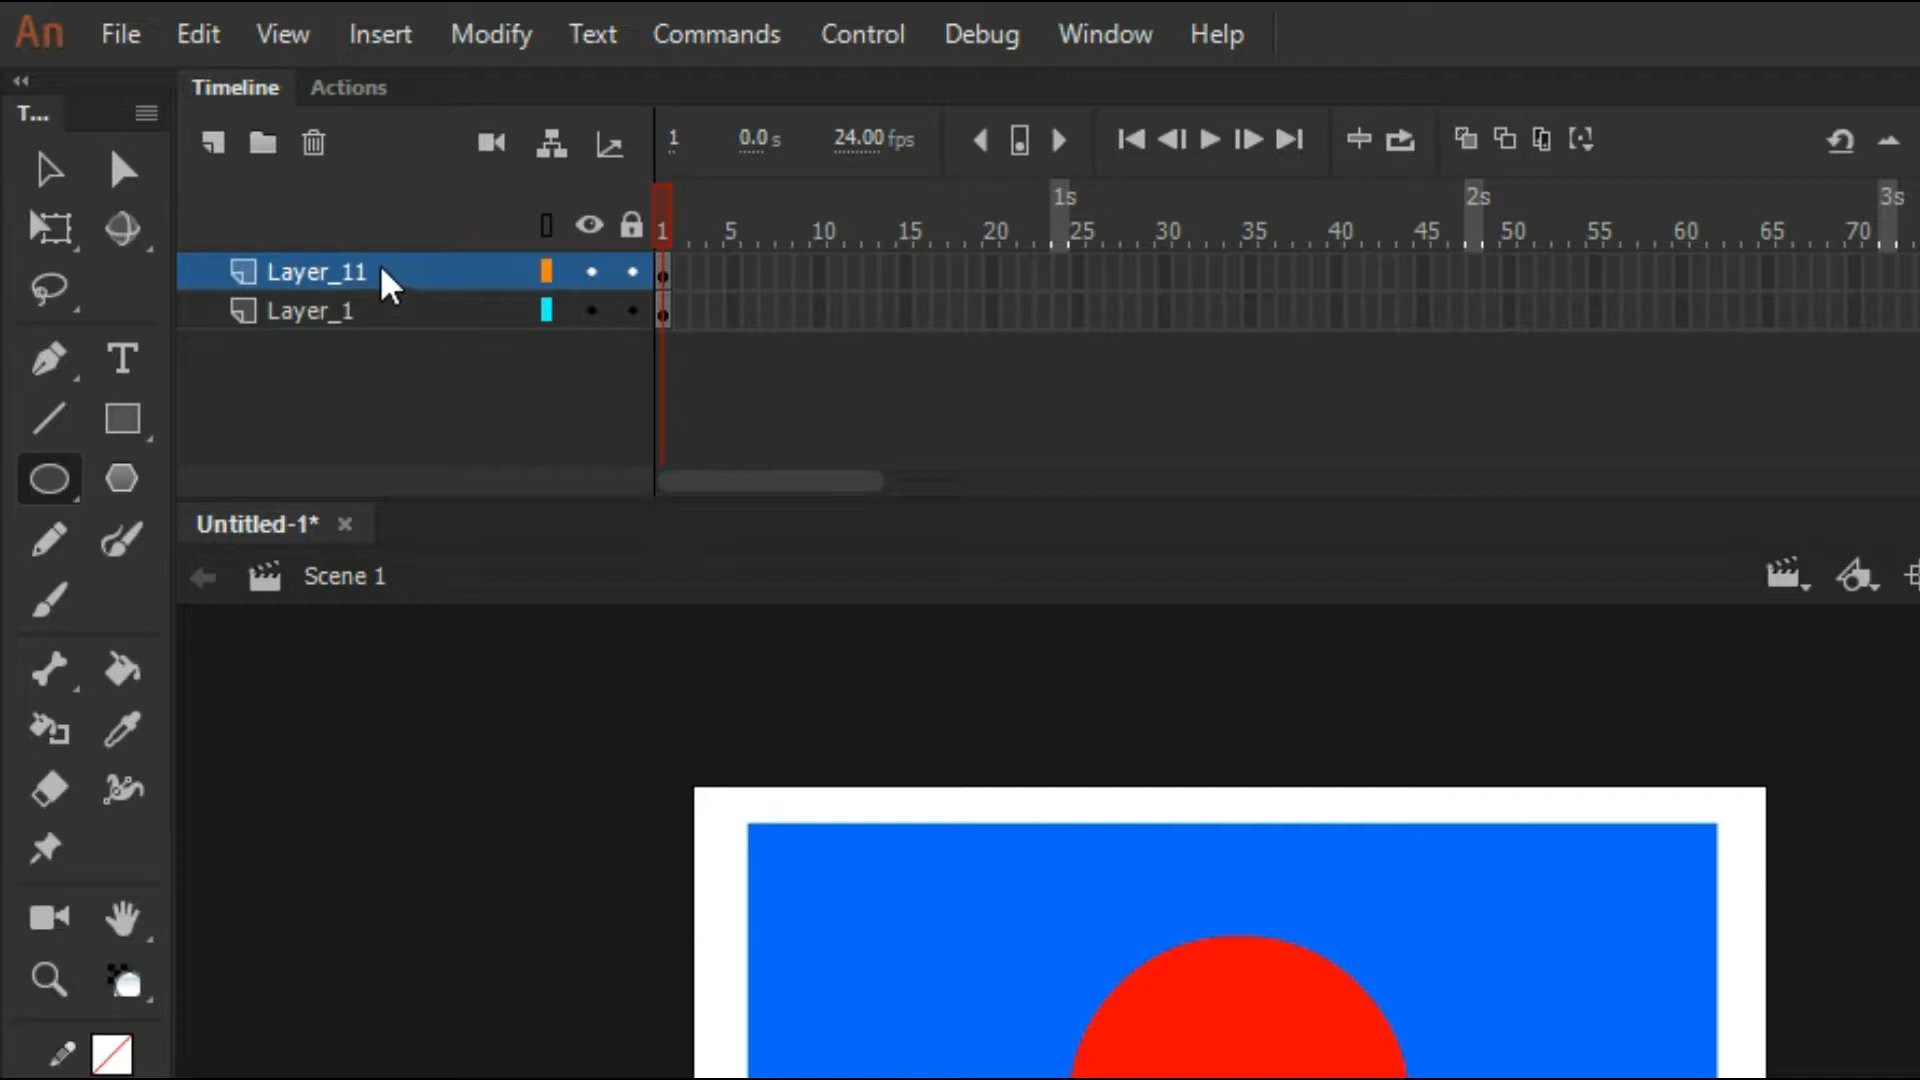 An File Edit View Insert Modify Text Commands Control Debug Window Help
Timeline Actions
T...
1 0.0 s 24.00 fps
1s 2s 3s
1 5 10 15 20 25 30 35 40 45 50 55 60 65 70
Layer_11
Layer_1
Untitled-1* ×
Scene 1